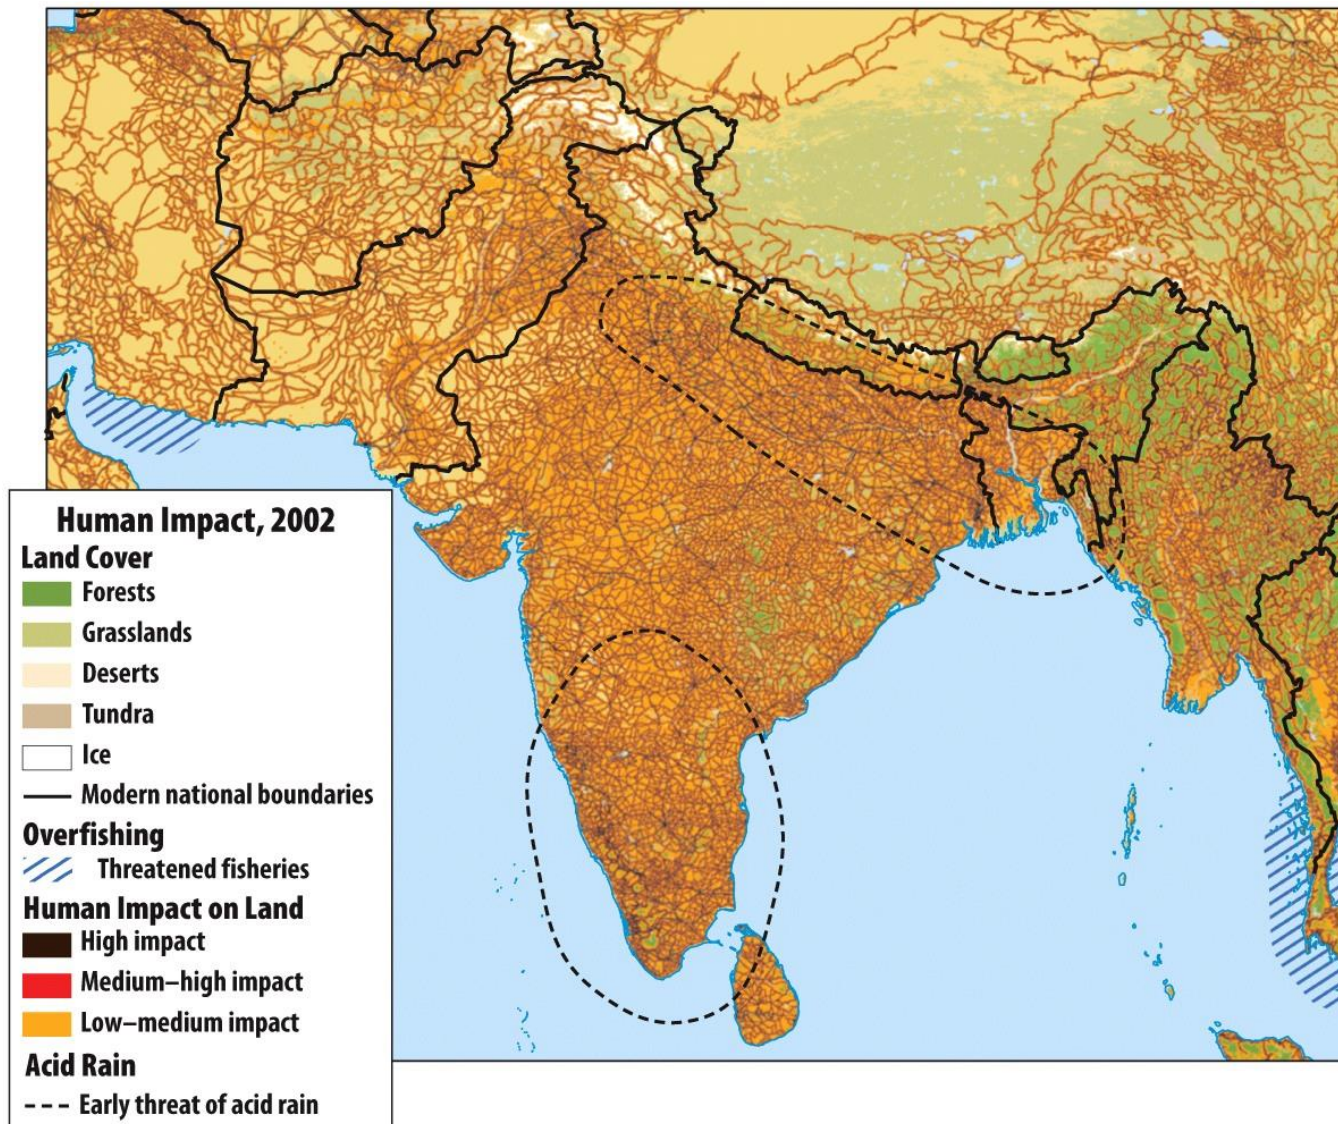 Human Impact, 2002
Land Cover
Forests
Grasslands
Deserts
Tundra
Ice
Modern national boundaries
Overfishing
Threatened fisheries
Human Impact on Land
High impact
Medium–high impact
Low–medium impact
Acid Rain
Early threat of acid rain